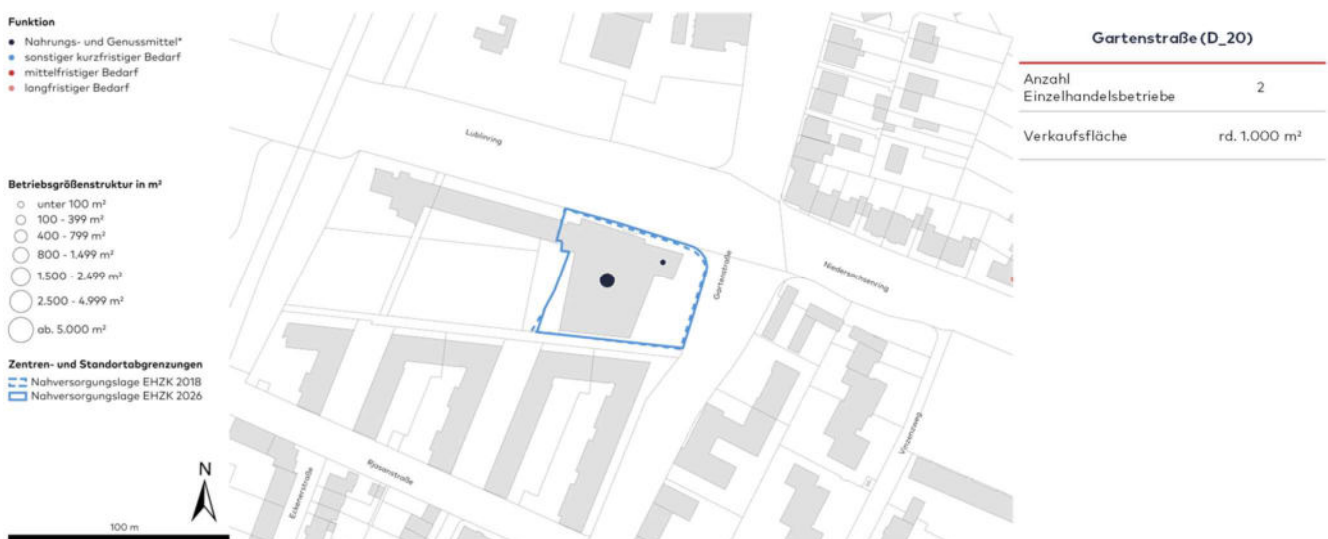 Funktion
Nahrungs- und Genussmittel*
sonstiger kurzfristiger Bedarf
mittelfristiger Bedarf
langfristiger Bedarf
Betriebsgrößenstruktur in m²
unter 100 m²
100 - 399 m²
400 - 799 m²
800 - 1.499 m²
1.500 - 2.499 m²
2.500 - 4.999 m²
ab. 5.000 m²
Zentren- und Standortabgrenzungen
Nahversorgungslage EHZK 2018
Nahversorgungslage EHZK 2026
N
100 m
Lublinring
Gartenstraße
Niedersachsenring
Vinzenzweg
Rjasanstraße
Eckenerstraße
Gartenstraße (D_20)
Anzahl
Einzelhandelsbetriebe 2
Verkaufsfläche rd. 1.000 m²